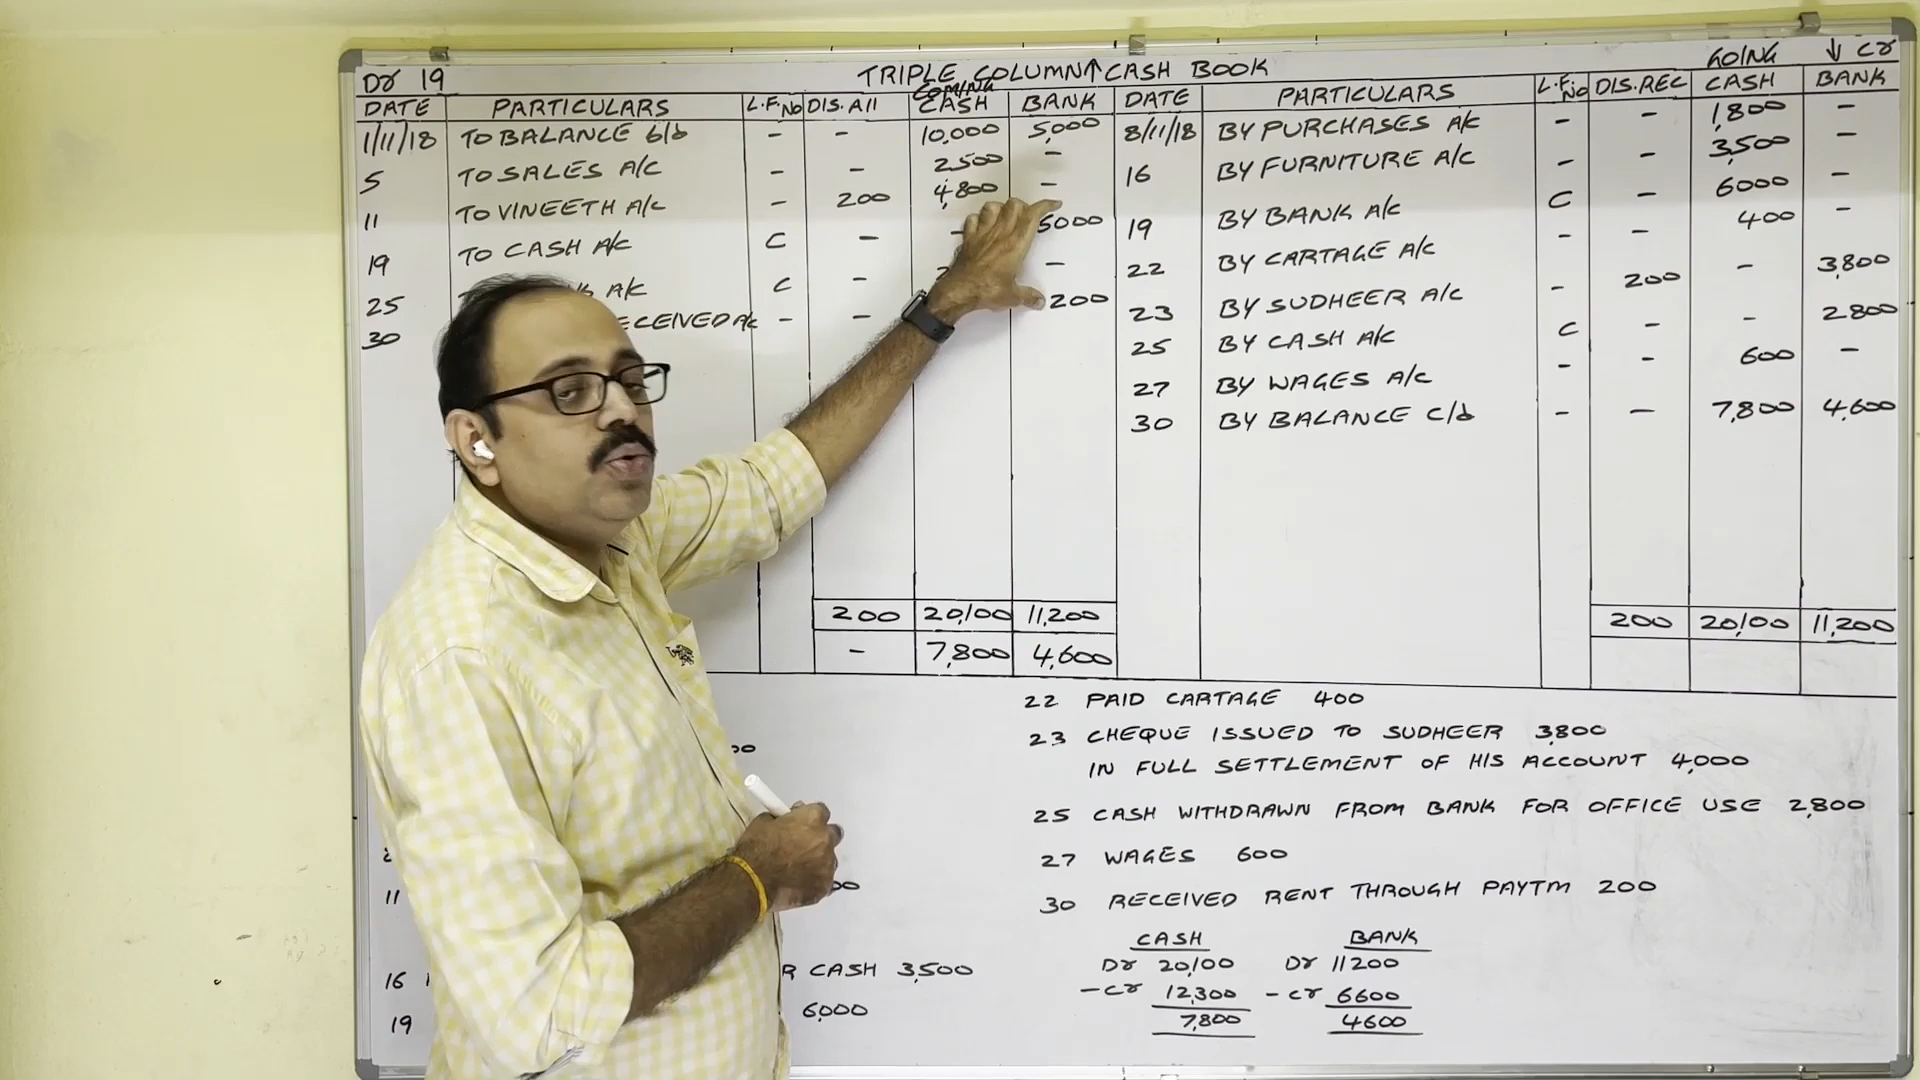 Dr 19 TRIPLE COLUMN ↑ CASH BOOK GOING ↓ Cr
COMING
DATE PARTICULARS L.F. No DIS. All CASH BANK DATE PARTICULARS L.F. No DIS. REC CASH BANK
1/11/18 TO BALANCE b/d - - 10,000 5,000 8/11/18 BY PURCHASES A/c - - 1,800 -
5 TO SALES A/c - - 2500 - 16 BY FURNITURE A/c - - 3,500 -
11 TO VINEETH A/c - 200 4,800 - 19 BY BANK A/c C - 6000 -
19 TO CASH A/c C - - 6000 22 BY CARTAGE A/c - - 400 -
25 A/c C - - 23 BY SUDHEER A/c - 200 - 3,800
30 RECEIVED A/c - - 200 25 BY CASH A/c C - - 2800
27 BY WAGES A/c - - 600 -
30 BY BALANCE c/d - - 7,800 4,600
200 20,100 11,200 200 20,100 11,200
- 7,800 4,600
11
16 CASH 3,500
19 6,000
22 PAID CARTAGE 400
23 CHEQUE ISSUED TO SUDHEER 3,800
IN FULL SETTLEMENT OF HIS ACCOUNT 4,000
25 CASH WITHDRAWN FROM BANK FOR OFFICE USE 2,800
27 WAGES 600
30 RECEIVED RENT THROUGH PAYTM 200
CASH BANK
Dr 20,100 Dr 11200
- Cr 12,300 - Cr 6600
7,800 4600